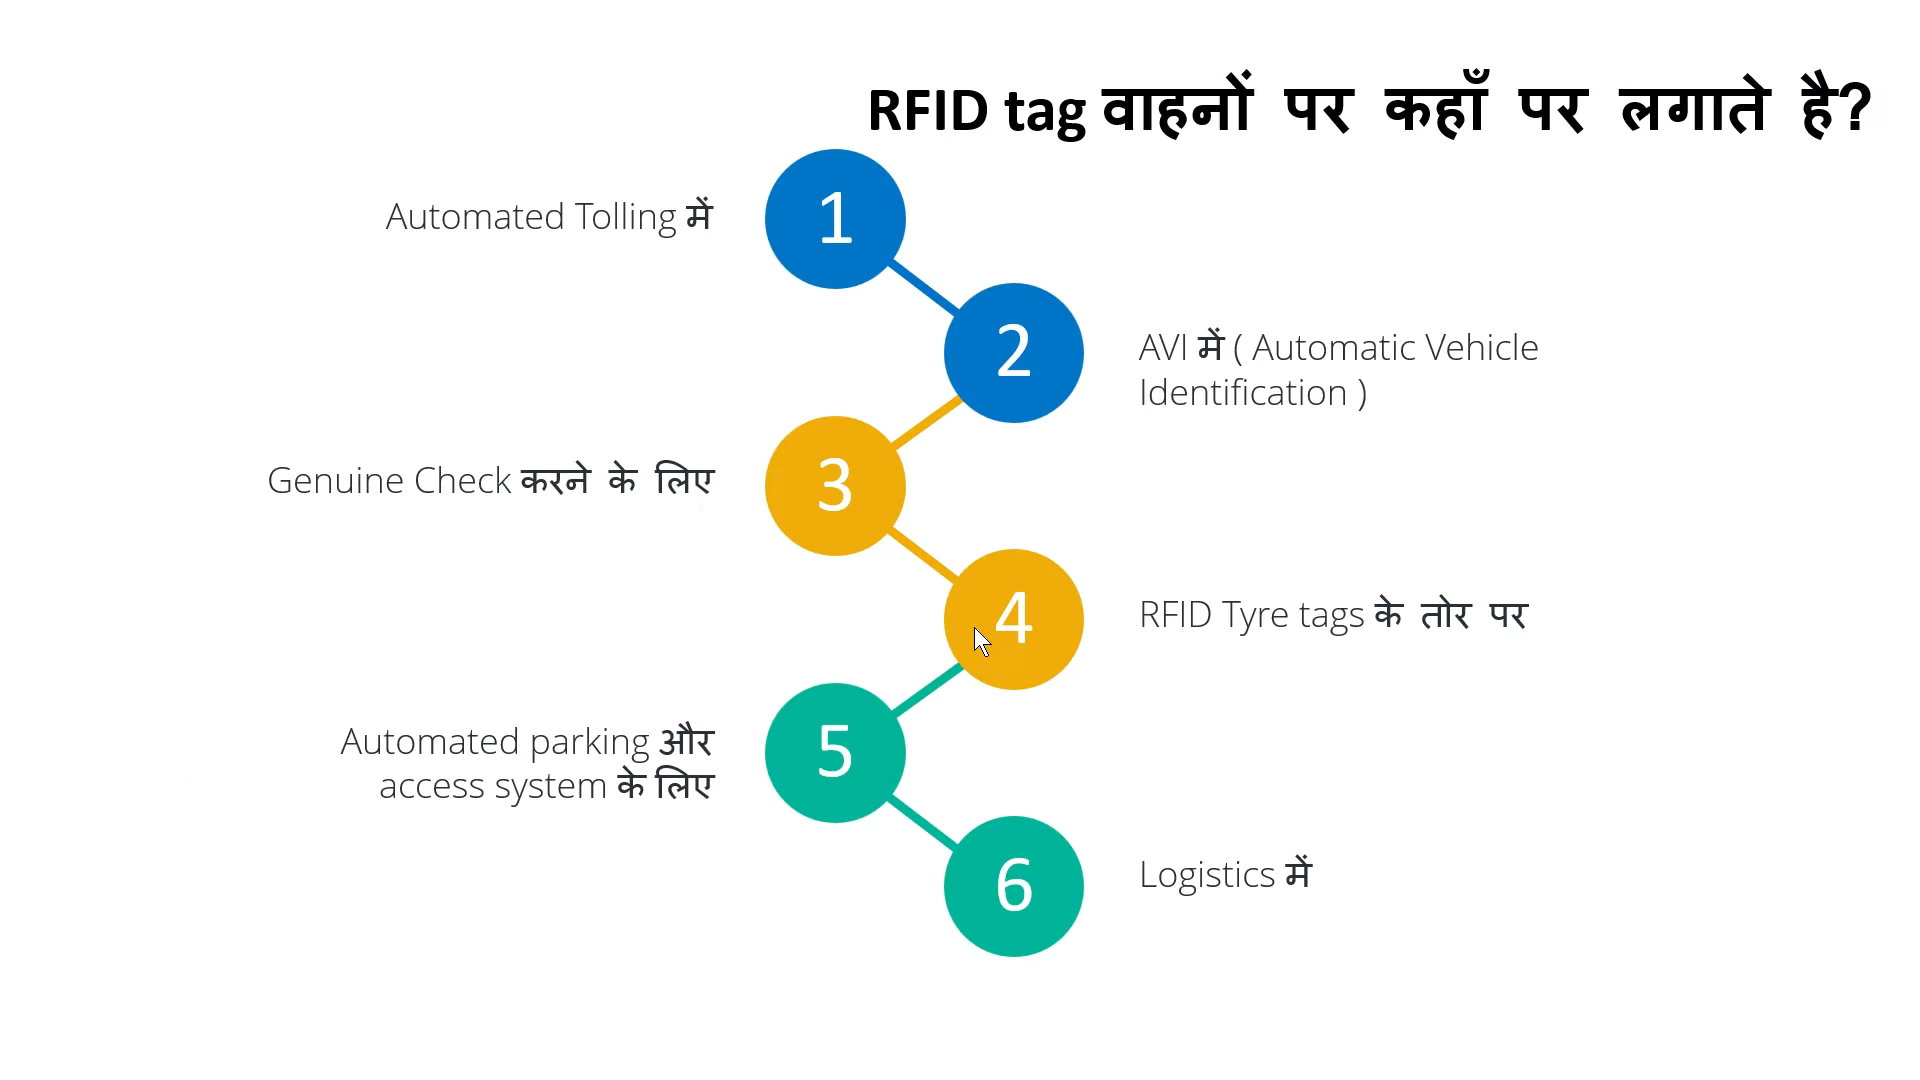 RFID tag वाहनों पर कहाँ पर लगाते है?
Automated Tolling में
1
2
AVI में ( Automatic Vehicle
Identification )
Genuine Check करने के लिए
3
4
RFID Tyre tags के तोर पर
Automated parking और
access system के लिए
5
6
Logistics में